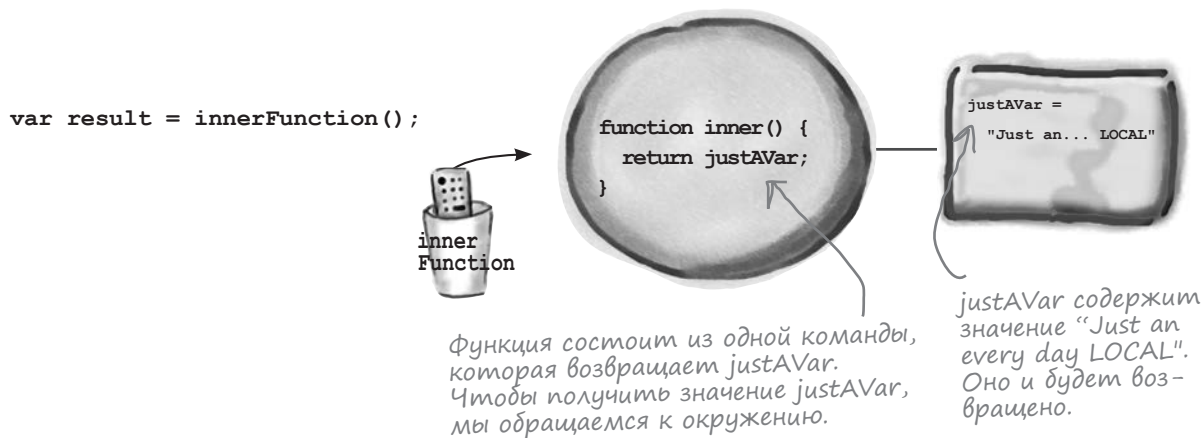 var result = innerFunction();
function inner() {
return justAVar;
}
justAVar =
"Just an... LOCAL"
inner
Function
Функция состоит из одной команды,
которая возвращает justAVar.
Чтобы получить значение justAVar,
мы обращаемся к окружению.
justAVar содержит
значение “Just an
every day LOCAL".
Оно и будет воз-
вращено.